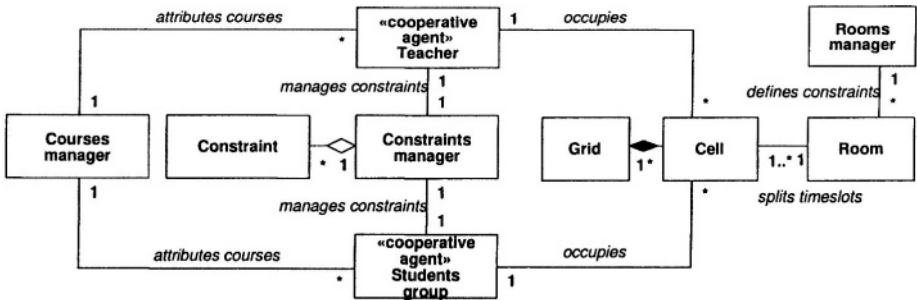 attributes courses
1
occupies
«cooperative
agent»
Teacher
Rooms
manager
*
manages constraints
1
1
1
defines constraints
*
1
*
*
Courses
manager
Constraint
*
1
Constraints
manager
Grid
1*
Cell
1..*
1
Room
1
manages constraints
1
1
*
splits timeslots
attributes courses
*
«cooperative
agent»
Students
group
1
occupies